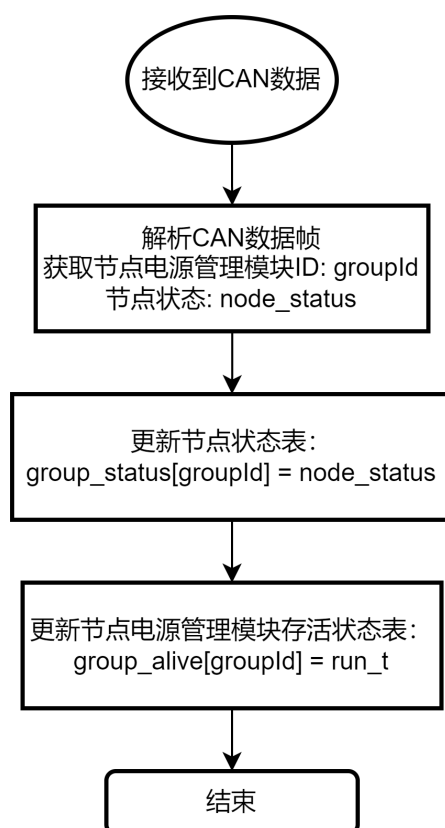 接收到CAN数据
解析CAN数据帧
获取节点电源管理模块ID: groupId
节点状态: node_status
更新节点状态表：
group_status[groupId] = node_status
更新节点电源管理模块存活状态表：
group_alive[groupId] = run_t
结束